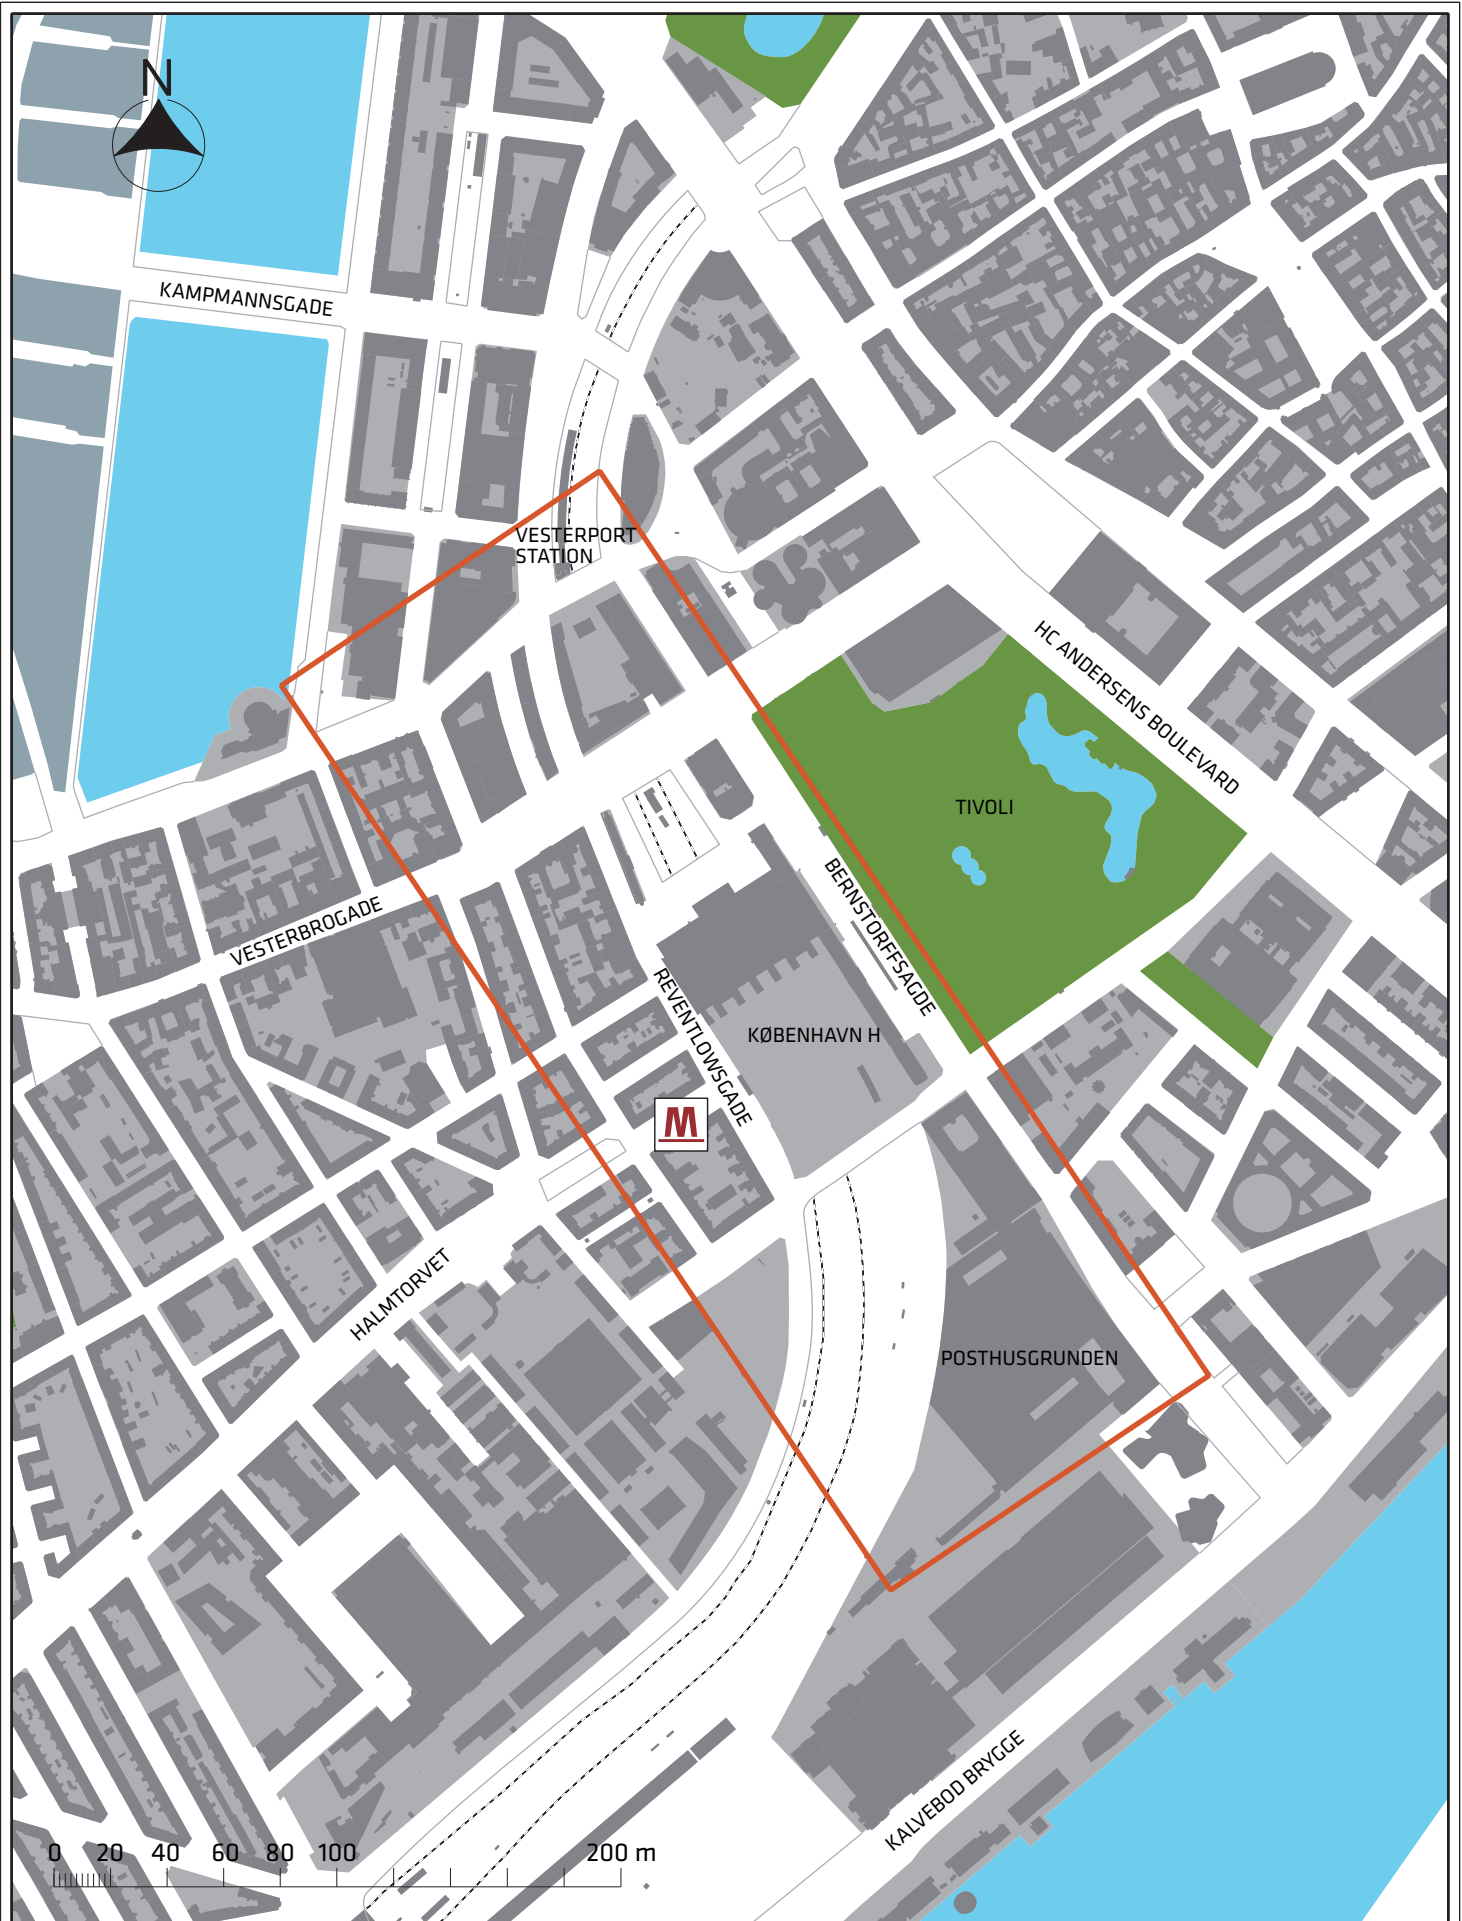 N
KAMPMANNSGADE
VESTERPORT
STATION
HC ANDERSENS BOULEVARD
TIVOLI
BERNSTORFFSAGDE
VESTERBROGADE
REVENTLOWSGADE
KØBENHAVN H
M
HALMTORVET
POSTHUSGRUNDEN
KALVEBOD BRYGGE
0 20 40 60 80 100 200 m